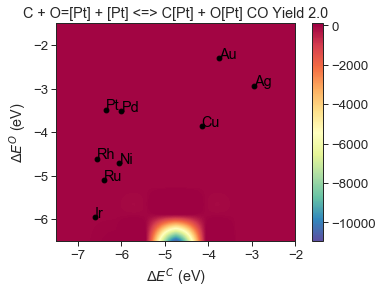 C + O=[Pt] + [Pt] <=> C[Pt] + O[Pt] CO Yield 2.0
ΔE^O (eV)
−2
−3
−4
−5
−6
Au
Ag
Pt
Pd
Cu
Rh
Ni
Ru
Ir
0
−2000
−4000
−6000
−8000
−10000
−7
−6
−5
−4
−3
−2
ΔE^C (eV)